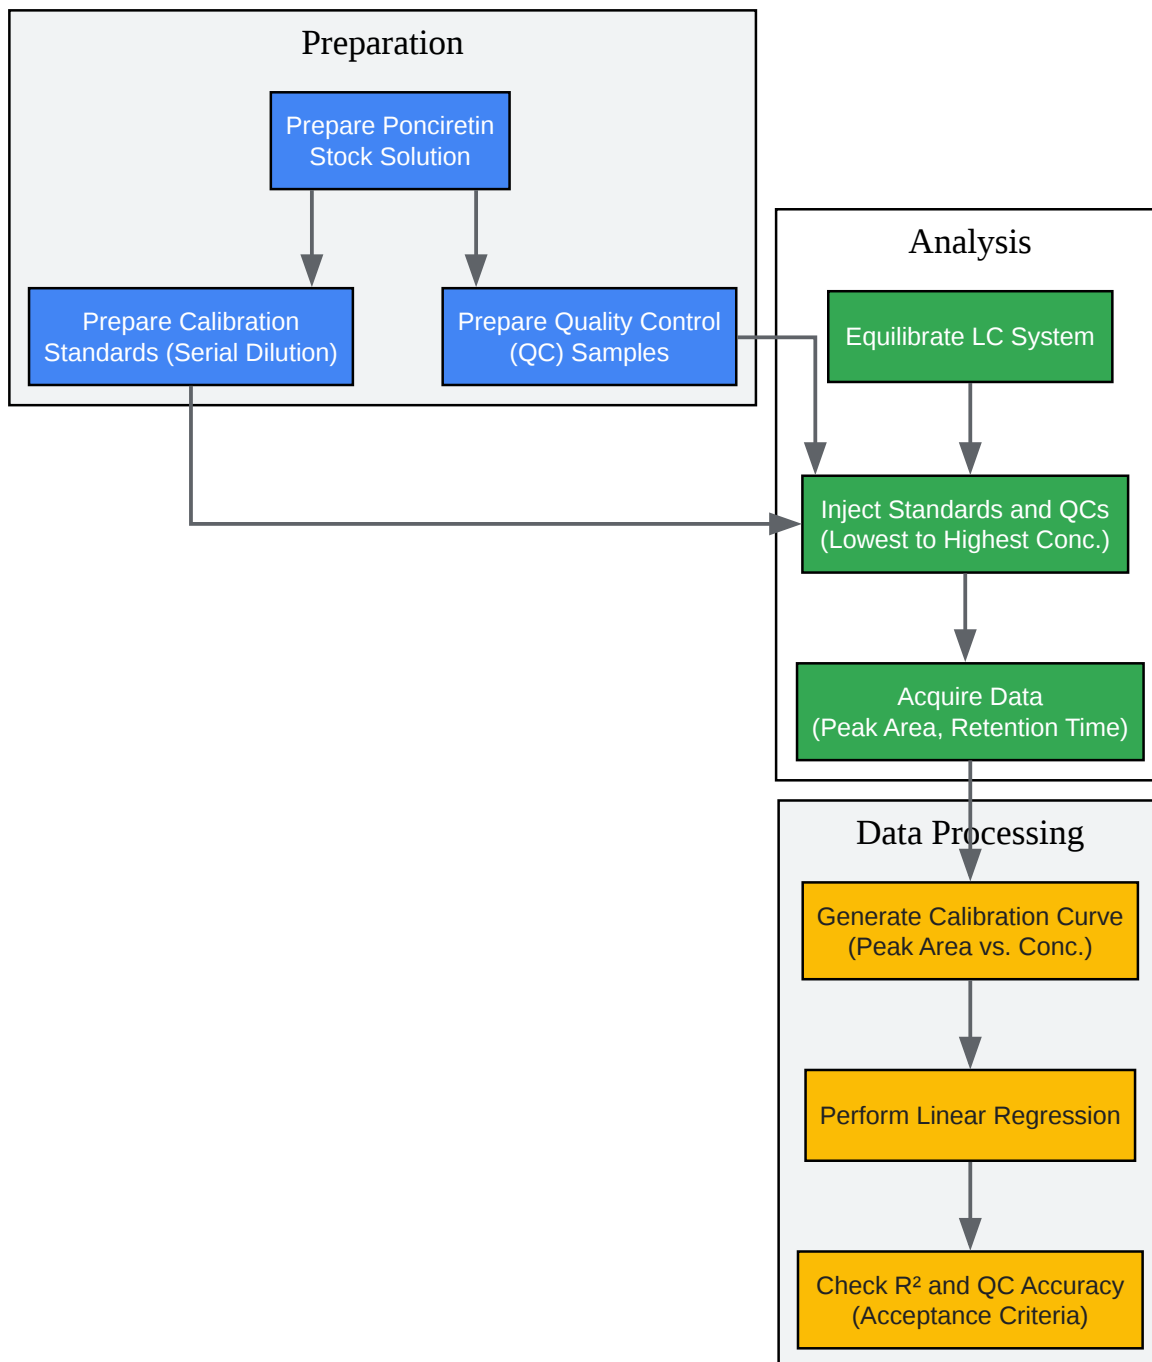 Preparation
Prepare Ponciretin
Stock Solution
Prepare Calibration
Standards (Serial Dilution)
Prepare Quality Control
(QC) Samples
Analysis
Equilibrate LC System
Inject Standards and QCs
(Lowest to Highest Conc.)
Acquire Data
(Peak Area, Retention Time)
Data Processing
Generate Calibration Curve
(Peak Area vs. Conc.)
Perform Linear Regression
Check R² and QC Accuracy
(Acceptance Criteria)